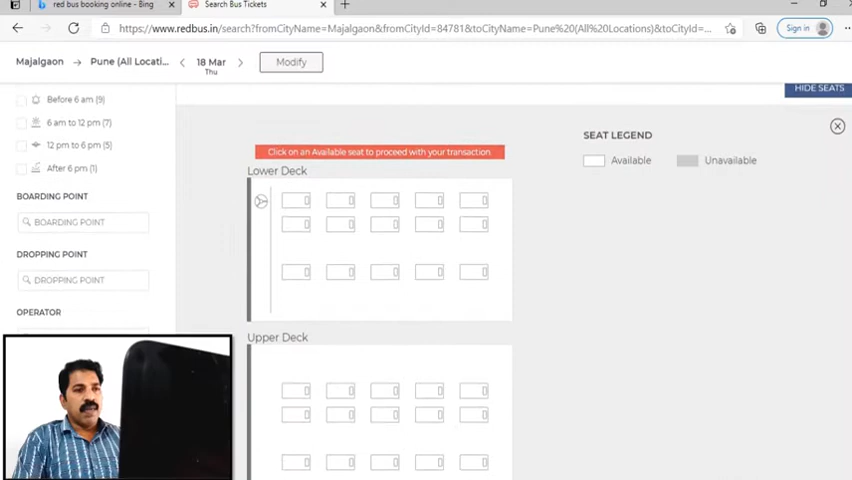 red bus booking online - Bing
Search Bus Tickets
https://www.redbus.in/search?fromCityName=Majalgaon&fromCityId=84781&toCityName=Pune%20(All%20Locations)&toCityId=...
Sign in
Majalgaon → Pune (All Locati... < 18 Mar > Modify
Thu
HIDE SEATS
Before 6 am (9)
6 am to 12 pm (7)
12 pm to 6 pm (5)
After 6 pm (1)
BOARDING POINT
BOARDING POINT
DROPPING POINT
DROPPING POINT
OPERATOR
Click on an Available seat to proceed with your transaction
Lower Deck
Upper Deck
SEAT LEGEND
Available
Unavailable